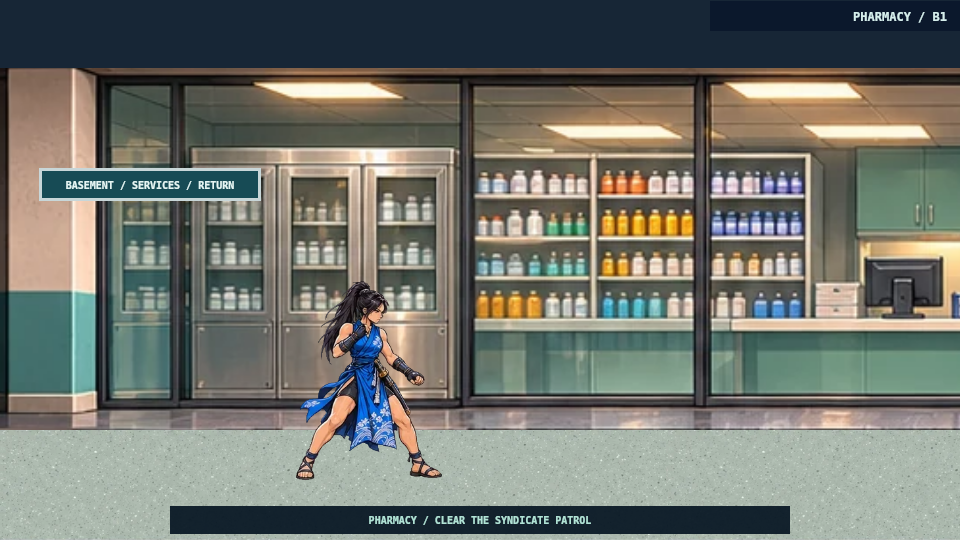 PHARMACY / B1
BASEMENT / SERVICES / RETURN
PHARMACY / CLEAR THE SYNDICATE PATROL